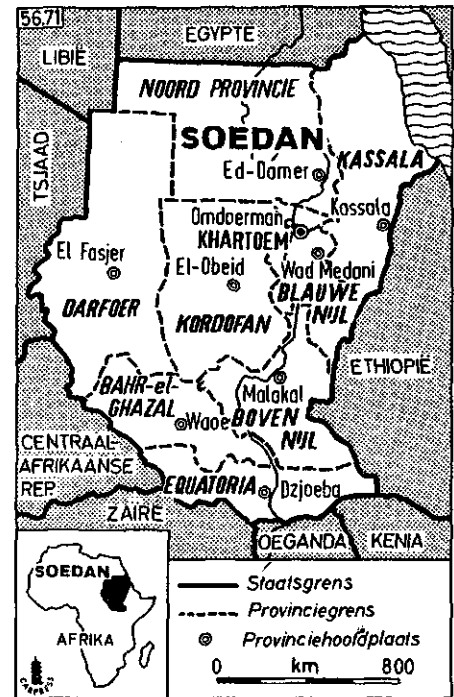 56.71
EGYPTE
LIBIË
NOORD PROVINCIE
TSJAAD
SOEDAN
KASSALA
Ed-Damer
Omdoerman
Kassala
KHARTOEM
El Fasjer
El-Obeid
Wad Medani
BLAUWE
NIJL
DARFOER
KORDOFAN
ETHIOPIË
BAHR-el-
GHAZAL
Malakal
Waoe
BOVEN
NIJL
CENTRAAL-
AFRIKAANSE
REP.
EQUATORIA
Dzjoeba
ZAIRE
OEGANDA
KENIA
SOEDAN
AFRIKA
CARPRESS
Staatsgrens
Provinciegrens
Provinciehoofdplaats
0 km 800